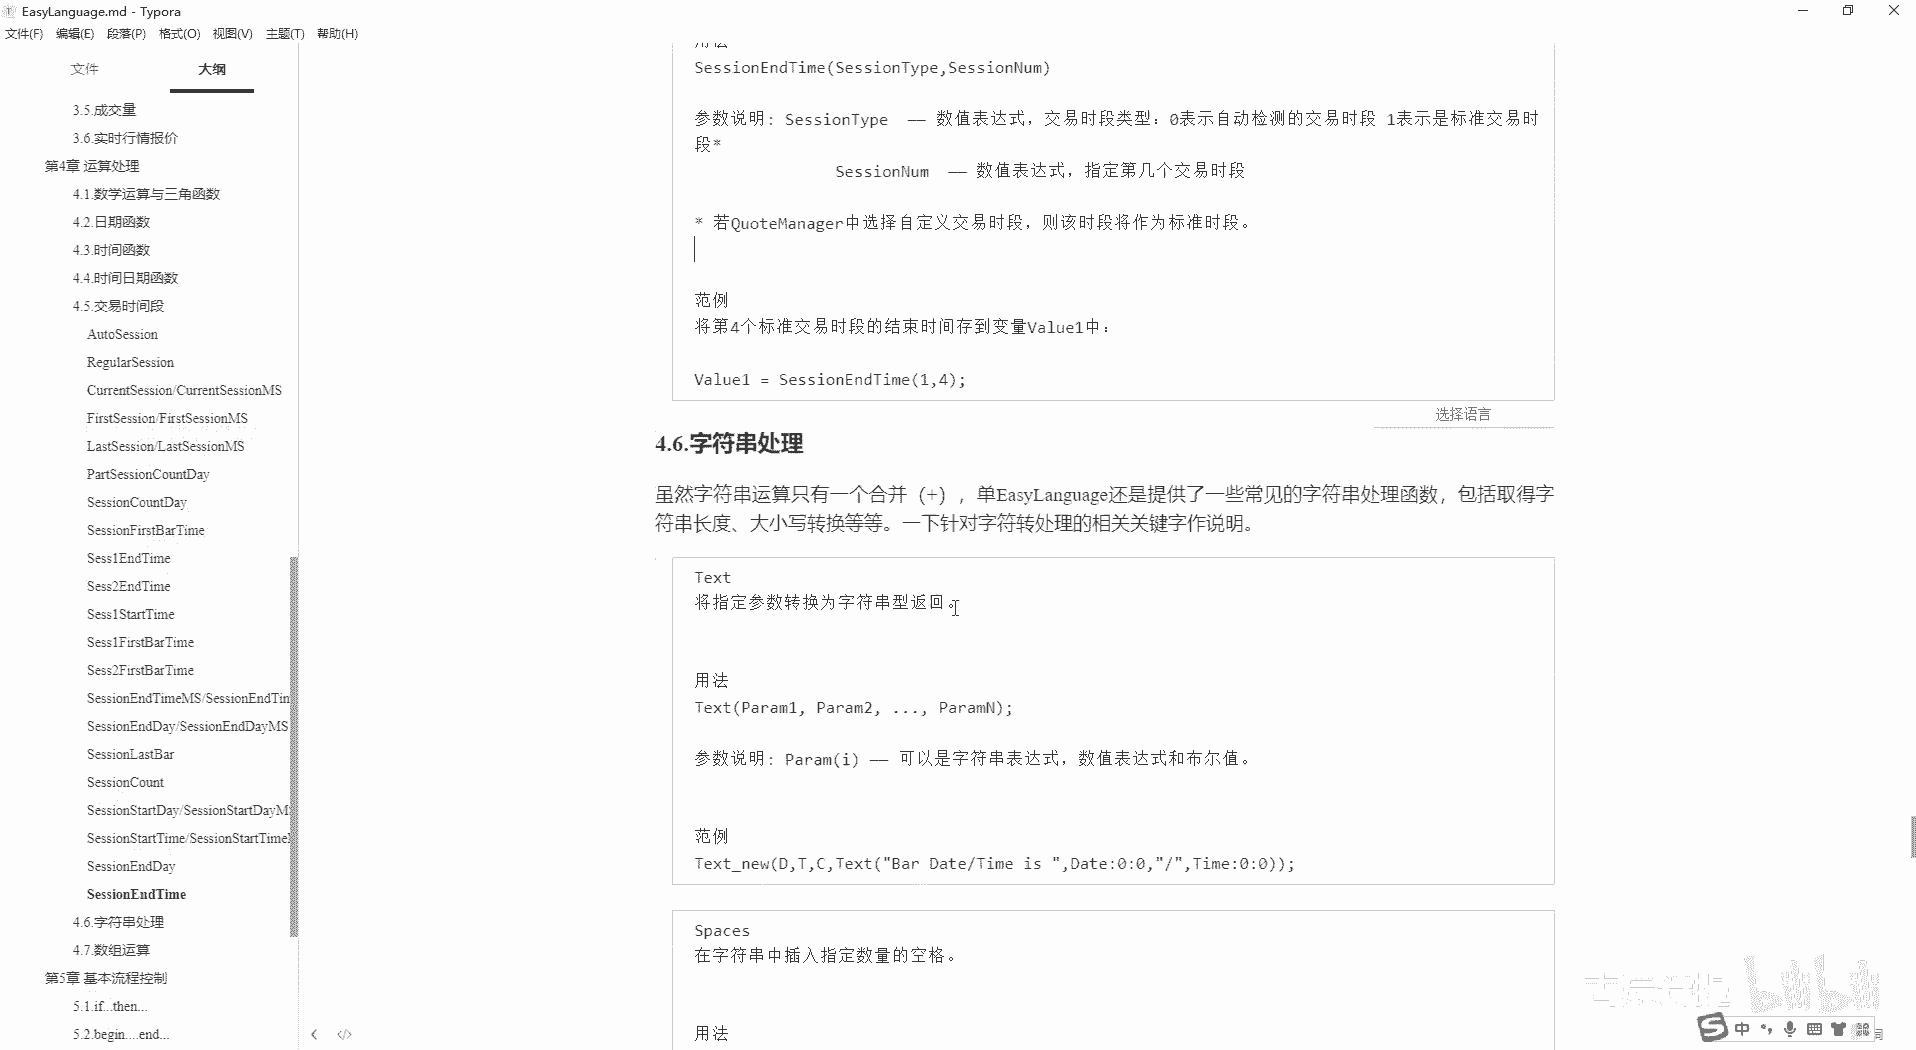 EasyLanguage.md - Typora
文件(F) 编辑(E) 段落(P) 格式(O) 视图(V) 主题(T) 帮助(H)
文件 大纲
3.5.成交量
3.6.实时行情报价
第4章 运算处理
4.1.数学运算与三角函数
4.2.日期函数
4.3.时间函数
4.4.时间日期函数
4.5.交易时间段
AutoSession
RegularSession
CurrentSession/CurrentSessionMS
FirstSession/FirstSessionMS
LastSession/LastSessionMS
PartSessionCountDay
SessionCountDay
SessionFirstBarTime
Sess1EndTime
Sess2EndTime
Sess1StartTime
Sess1FirstBarTime
Sess2FirstBarTime
SessionEndTimeMS/SessionEndTin
SessionEndDay/SessionEndDayMS
SessionLastBar
SessionCount
SessionStartDay/SessionStartDayM
SessionStartTime/SessionStartTime
SessionEndDay
SessionEndTime
4.6.字符串处理
4.7.数组运算
第5章 基本流程控制
5.1.if...then...
5.2.begin....end...
用法
SessionEndTime(SessionType,SessionNum)
参数说明: SessionType —— 数值表达式，交易时段类型：0表示自动检测的交易时段 1表示是标准交易时
段*
SessionNum —— 数值表达式，指定第几个交易时段
* 若QuoteManager中选择自定义交易时段，则该时段将作为标准时段。
范例
将第4个标准交易时段的结束时间存到变量Value1中：
Value1 = SessionEndTime(1,4);
选择语言
4.6.字符串处理
虽然字符串运算只有一个合并（+），单EasyLanguage还是提供了一些常见的字符串处理函数，包括取得字
符串长度、大小写转换等等。一下针对字符转处理的相关关键字作说明。
Text
将指定参数转换为字符串型返回。
用法
Text(Param1, Param2, ..., ParamN);
参数说明: Param(i) —— 可以是字符串表达式，数值表达式和布尔值。
范例
Text_new(D,T,C,Text("Bar Date/Time is ",Date:0:0,"/",Time:0:0));
Spaces
在字符串中插入指定数量的空格。
用法
bilibili
中